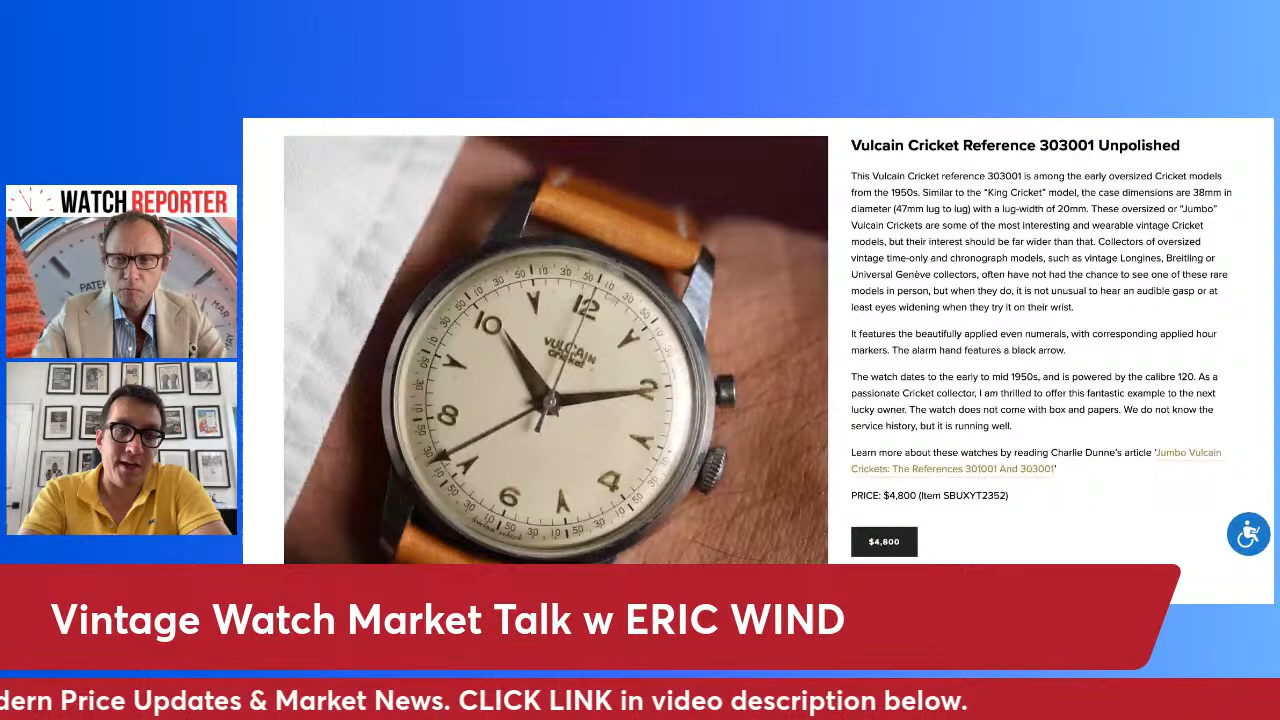 WATCH REPORTER
PATE
MAR
MAY
Vulcain Cricket Reference 303001 Unpolished
This Vulcain Cricket reference 303001 is among the early oversized Cricket models
from the 1950s. Similar to the “King Cricket” model, the case dimensions are 38mm in
diameter (47mm lug to lug) with a lug-width of 20mm. These oversized or “Jumbo”
Vulcain Crickets are some of the most interesting and wearable vintage Cricket
models, but their interest should be far wider than that. Collectors of oversized
vintage time-only and chronograph models, such as vintage Longines, Breitling or
Universal Genève collectors, often have not had the chance to see one of these rare
models in person, but when they do, it is not unusual to hear an audible gasp or at
least eyes widening when they try it on their wrist.
It features the beautifully applied even numerals, with corresponding applied hour
markers. The alarm hand features a black arrow.
The watch dates to the early to mid 1950s, and is powered by the calibre 120. As a
passionate Cricket collector, I am thrilled to offer this fantastic example to the next
lucky owner. The watch does not come with box and papers. We do not know the
service history, but it is running well.
Learn more about these watches by reading Charlie Dunne's article 'Jumbo Vulcain
Crickets: The References 301001 And 303001'
PRICE: $4,800 (Item SBUXYT2352)
$4,800
12
10
2
VULCAIN
cricket
8
4
6
SWISS MADE
Vintage Watch Market Talk w ERIC WIND
dern Price Updates & Market News. CLICK LINK in video description below.